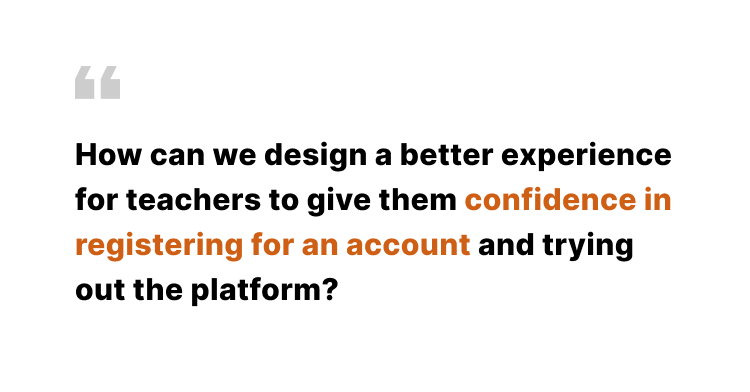 “
How can we design a better experience
for teachers to give them confidence in
registering for an account and trying
out the platform?